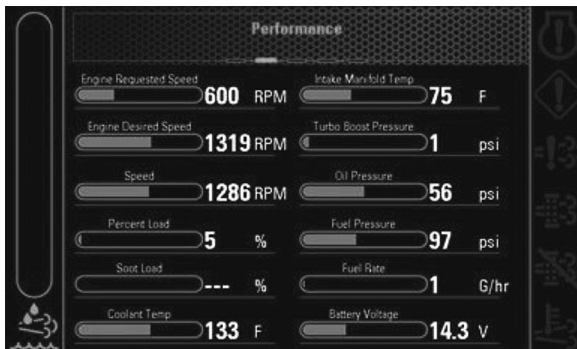 Performance
Engine Requested Speed
600 RPM
Intake Manifold Temp
75 F
Engine Desired Speed
1319 RPM
Turbo Boost Pressure
1 psi
Speed
1286 RPM
Oil Pressure
56 psi
Percent Load
5 %
Fuel Pressure
97 psi
Soot Load
--- %
Fuel Rate
1 G/hr
Coolant Temp
133 F
Battery Voltage
14.3 V